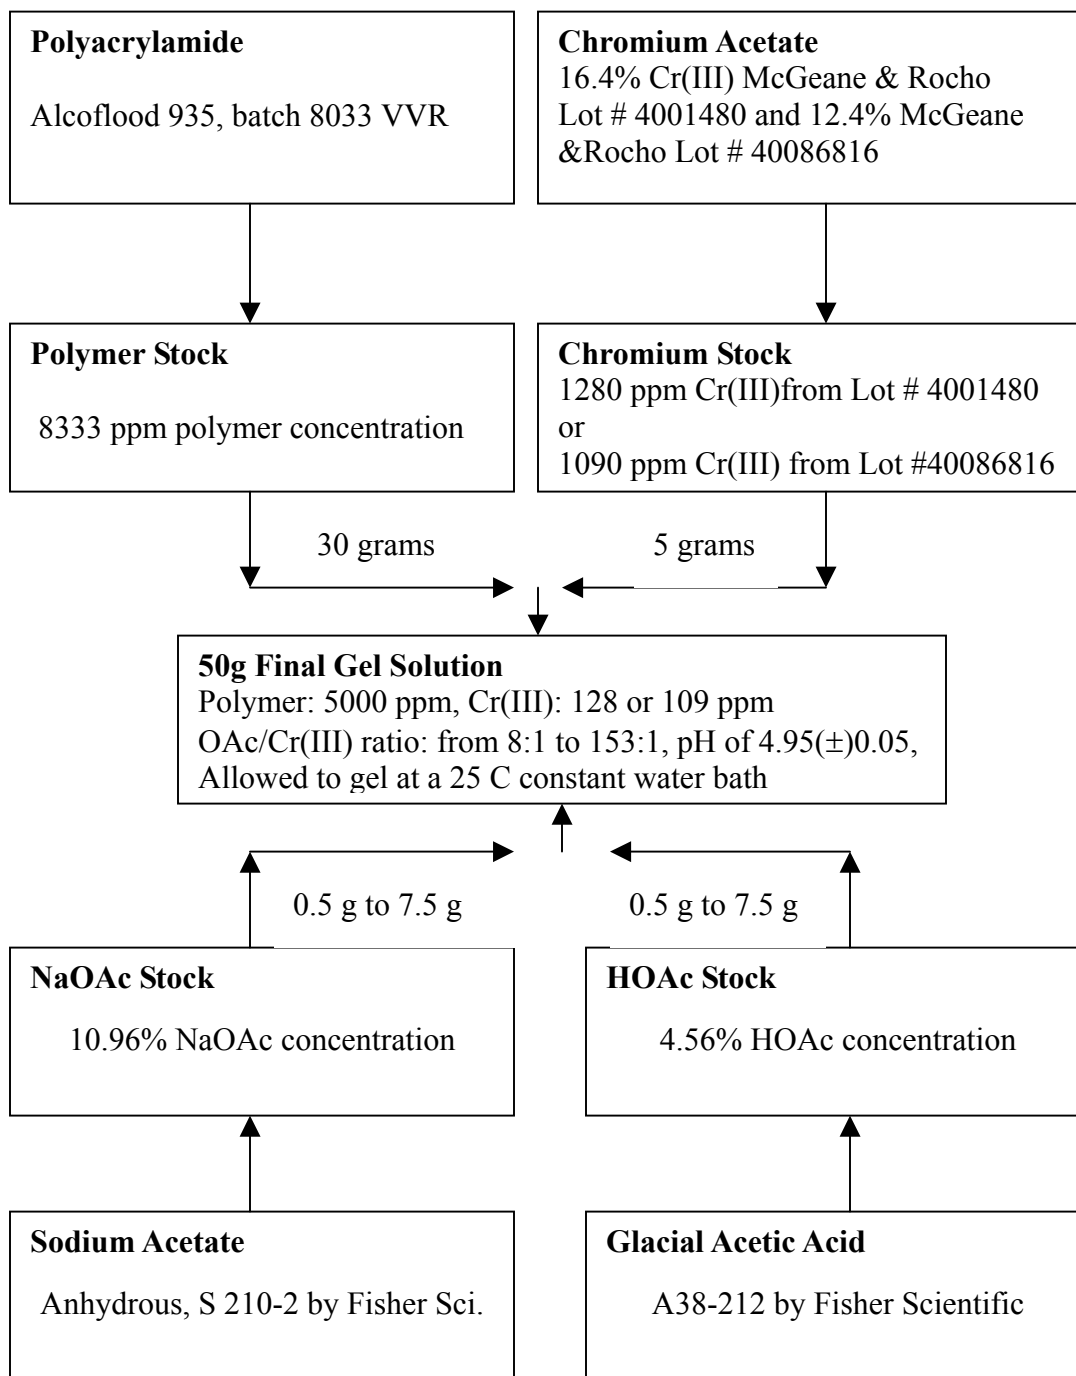 Polyacrylamide
Alcoflood 935, batch 8033 VVR
Chromium Acetate
16.4% Cr(III) McGeane & Rocho
Lot # 4001480 and 12.4% McGeane
&Rocho Lot # 40086816
Polymer Stock
8333 ppm polymer concentration
Chromium Stock
1280 ppm Cr(III)from Lot # 4001480
or
1090 ppm Cr(III) from Lot #40086816
30 grams
5 grams
50g Final Gel Solution
Polymer: 5000 ppm, Cr(III): 128 or 109 ppm
OAc/Cr(III) ratio: from 8:1 to 153:1, pH of 4.95(±)0.05,
Allowed to gel at a 25 C constant water bath
0.5 g to 7.5 g
0.5 g to 7.5 g
NaOAc Stock
10.96% NaOAc concentration
HOAc Stock
4.56% HOAc concentration
Sodium Acetate
Anhydrous, S 210-2 by Fisher Sci.
Glacial Acetic Acid
A38-212 by Fisher Scientific